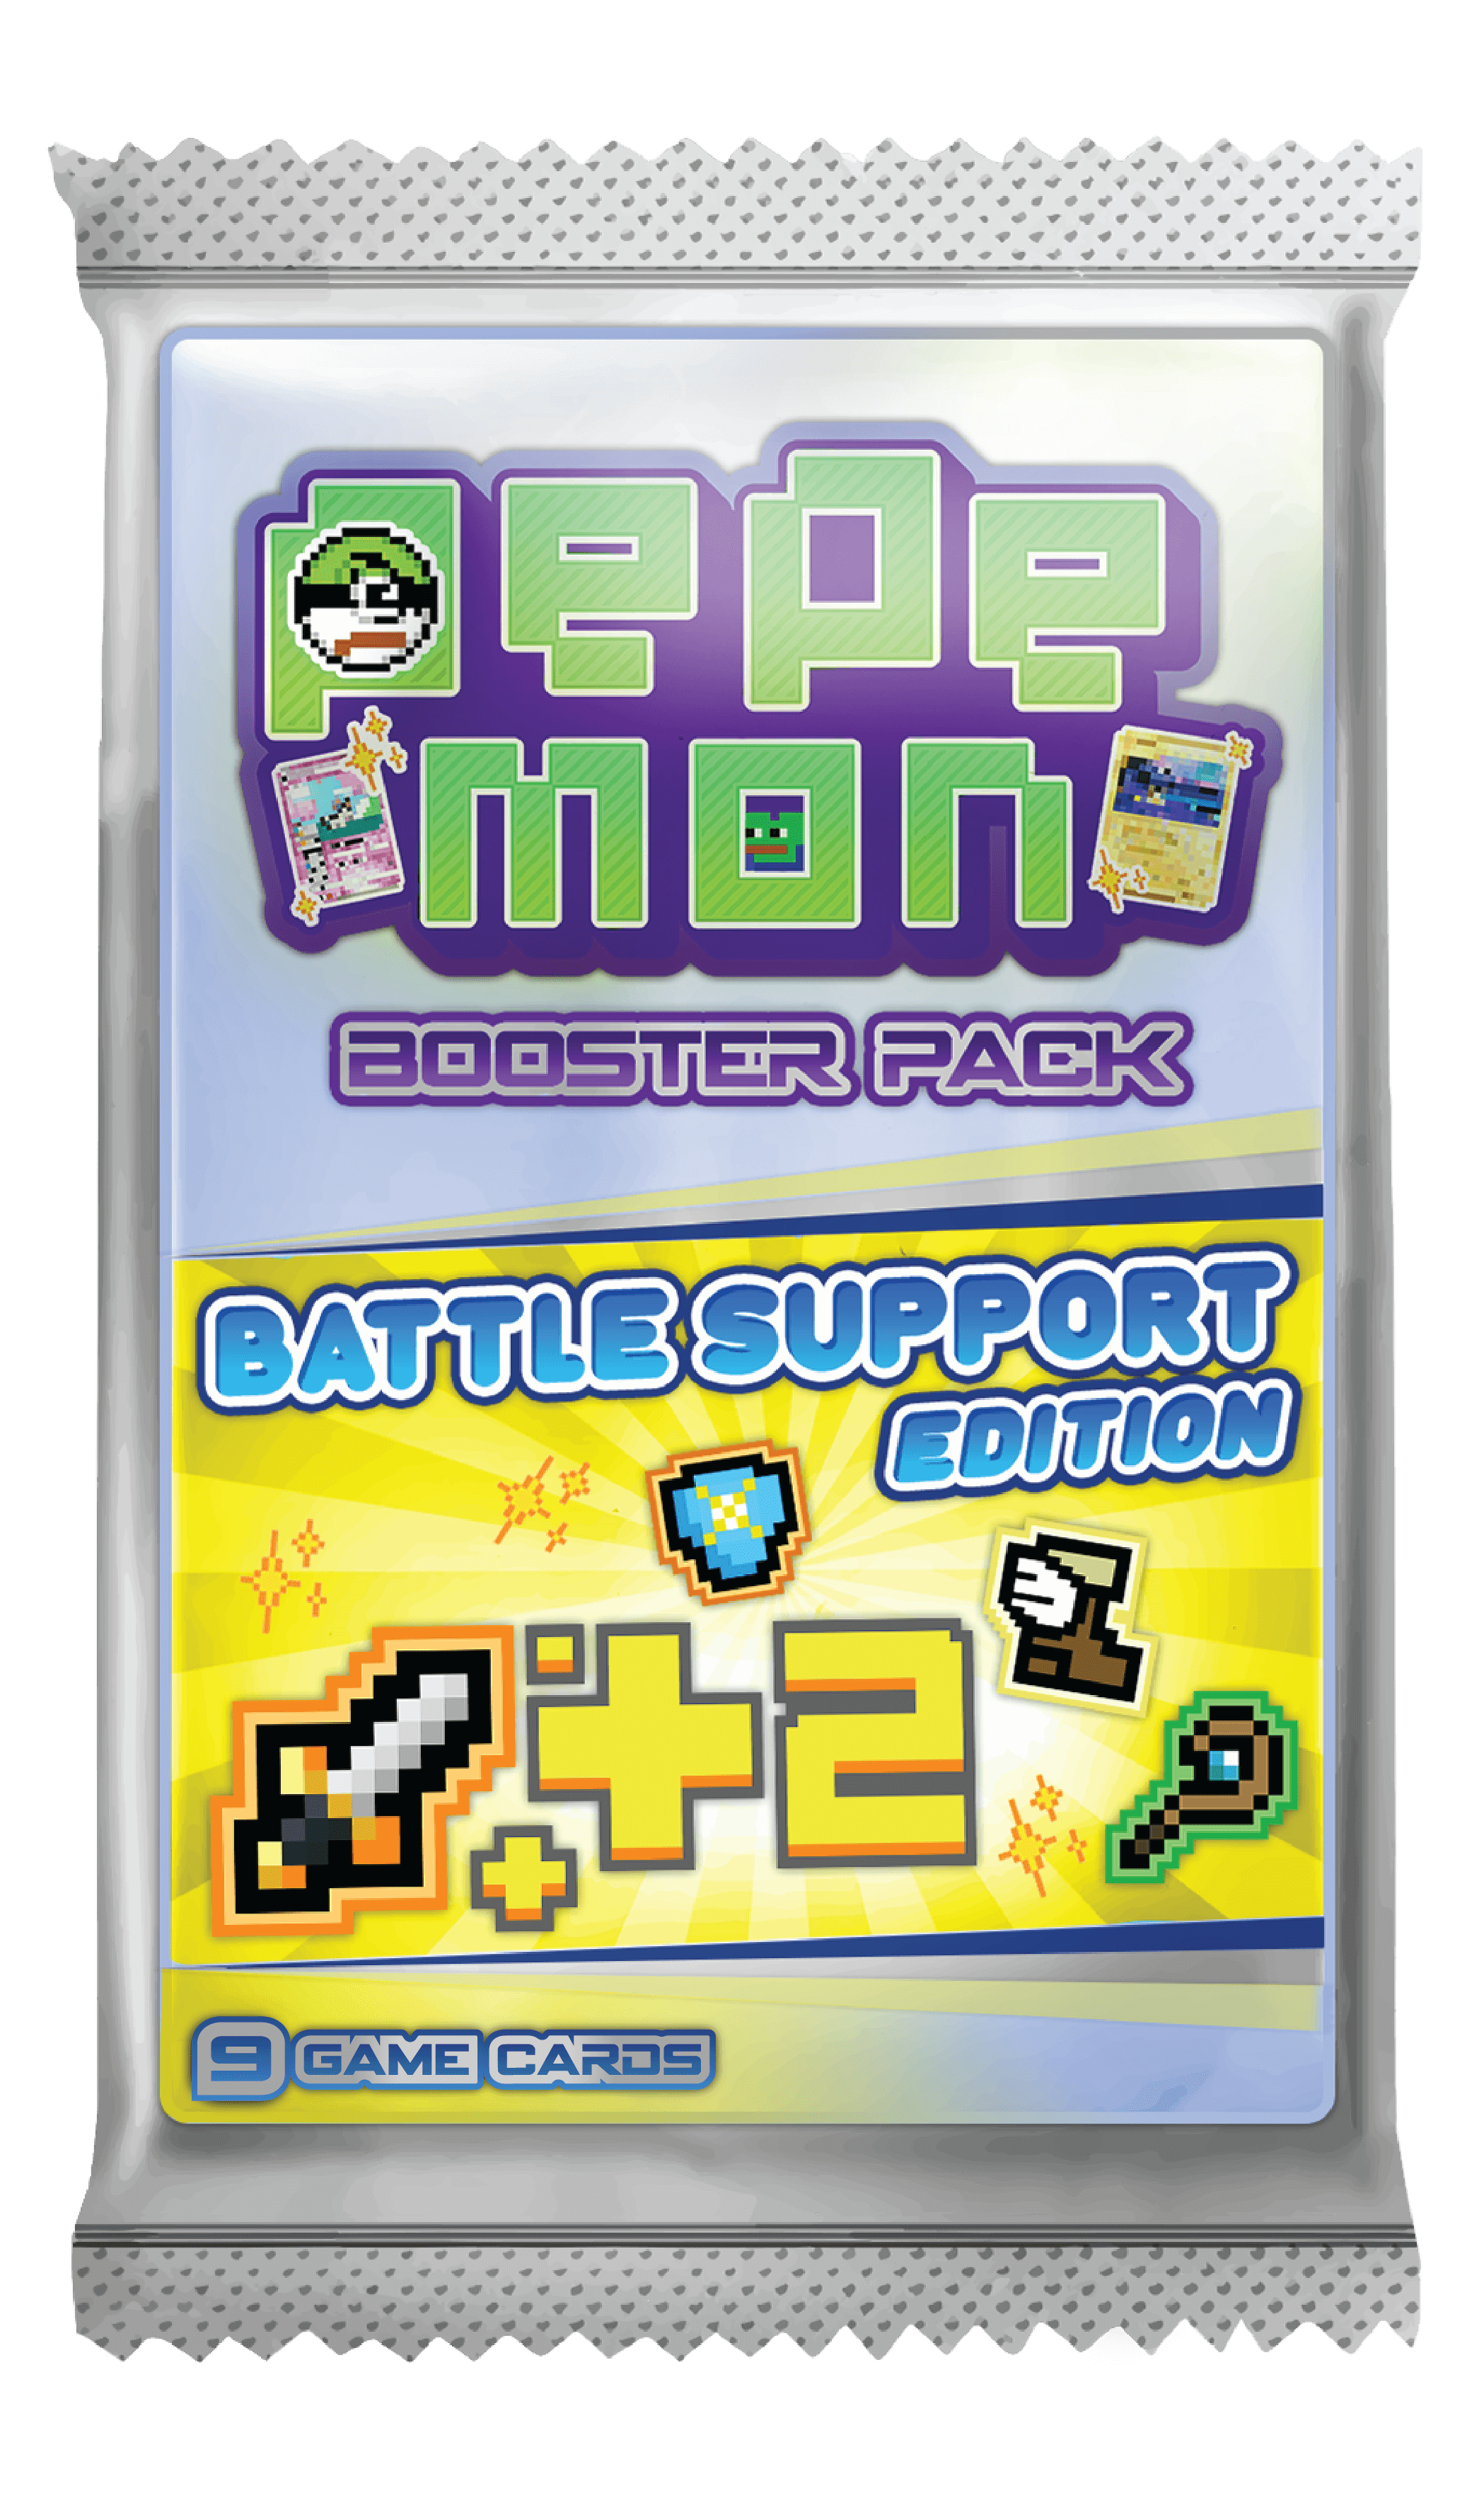 pepe
mon
BOOSTER PACK
BATTLE SUPPORT
EDITION
+2
9 GAME CARDS